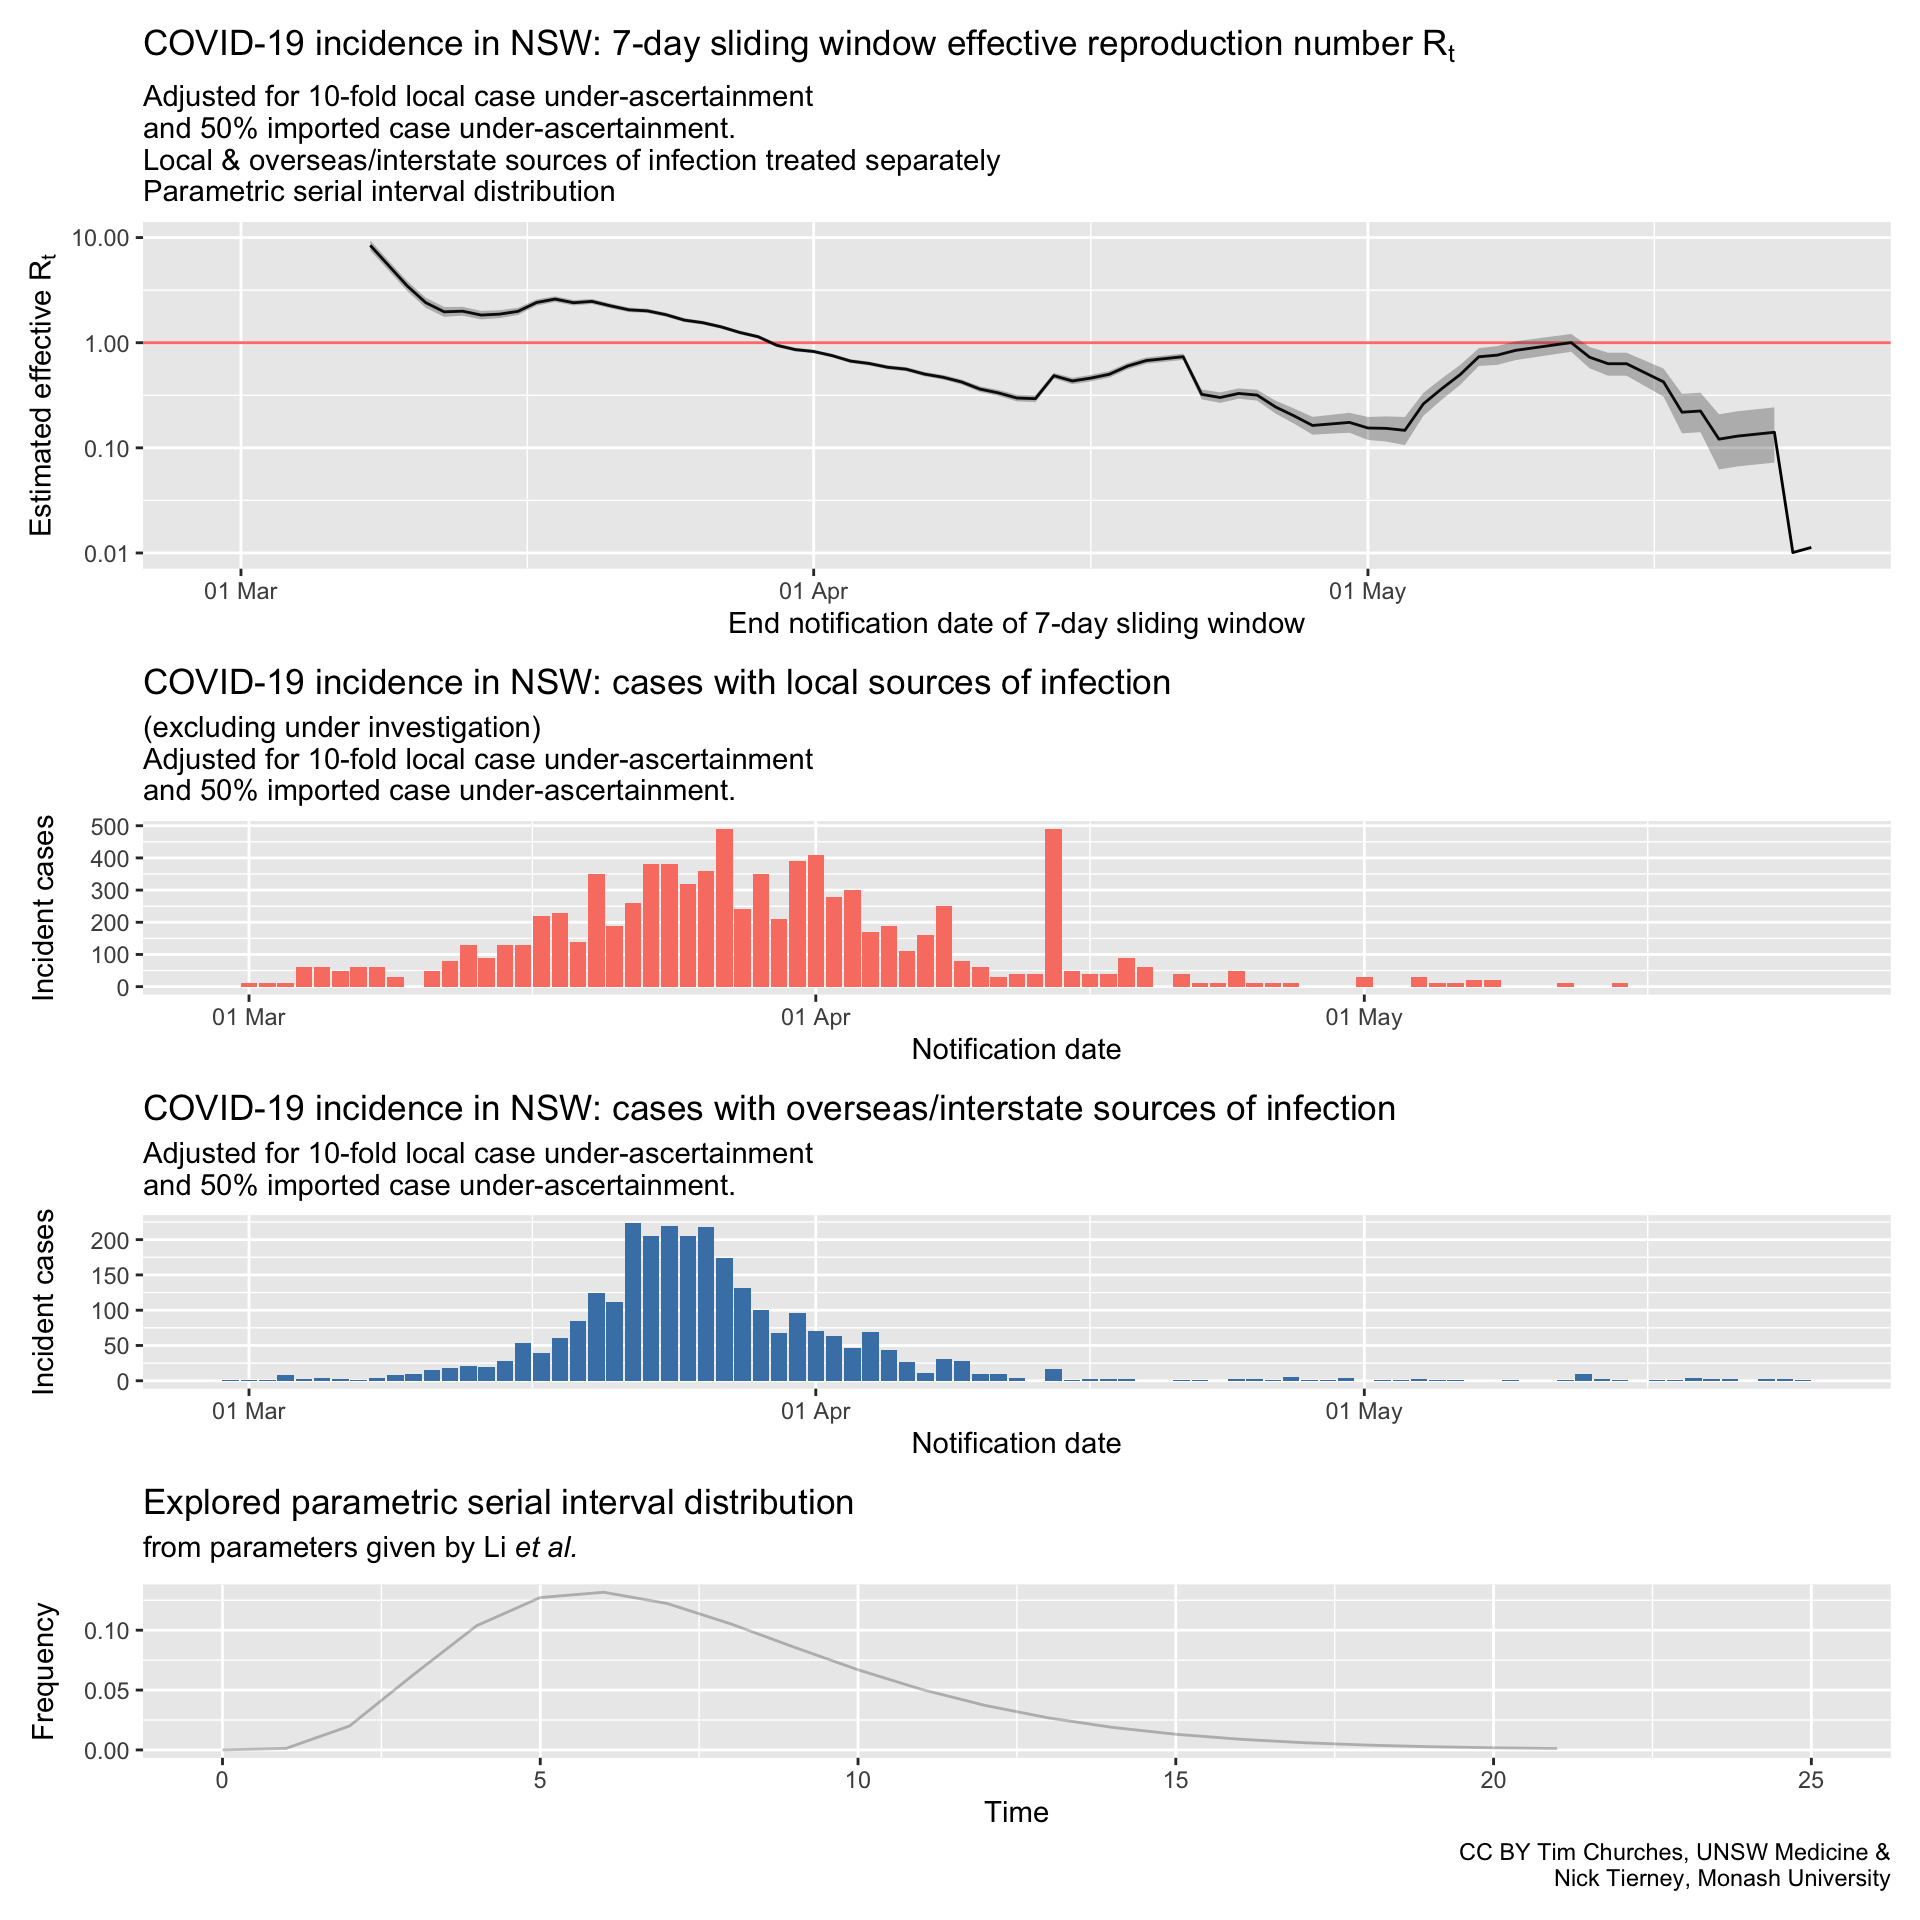 COVID-19 incidence in NSW: 7-day sliding window effective reproduction number Rt
Adjusted for 10-fold local case under-ascertainment
and 50% imported case under-ascertainment.
Local & overseas/interstate sources of infection treated separately
Parametric serial interval distribution
Estimated effective Rt
10.00
1.00
0.10
0.01
01 Mar
01 Apr
01 May
End notification date of 7-day sliding window
COVID-19 incidence in NSW: cases with local sources of infection
(excluding under investigation)
Adjusted for 10-fold local case under-ascertainment
and 50% imported case under-ascertainment.
Incident cases
500
400
300
200
100
0
01 Mar
01 Apr
01 May
Notification date
COVID-19 incidence in NSW: cases with overseas/interstate sources of infection
Adjusted for 10-fold local case under-ascertainment
and 50% imported case under-ascertainment.
Incident cases
200
150
100
50
0
01 Mar
01 Apr
01 May
Notification date
Explored parametric serial interval distribution
from parameters given by Li et al.
Frequency
0.10
0.05
0.00
0
5
10
15
20
25
Time
CC BY Tim Churches, UNSW Medicine &
Nick Tierney, Monash University